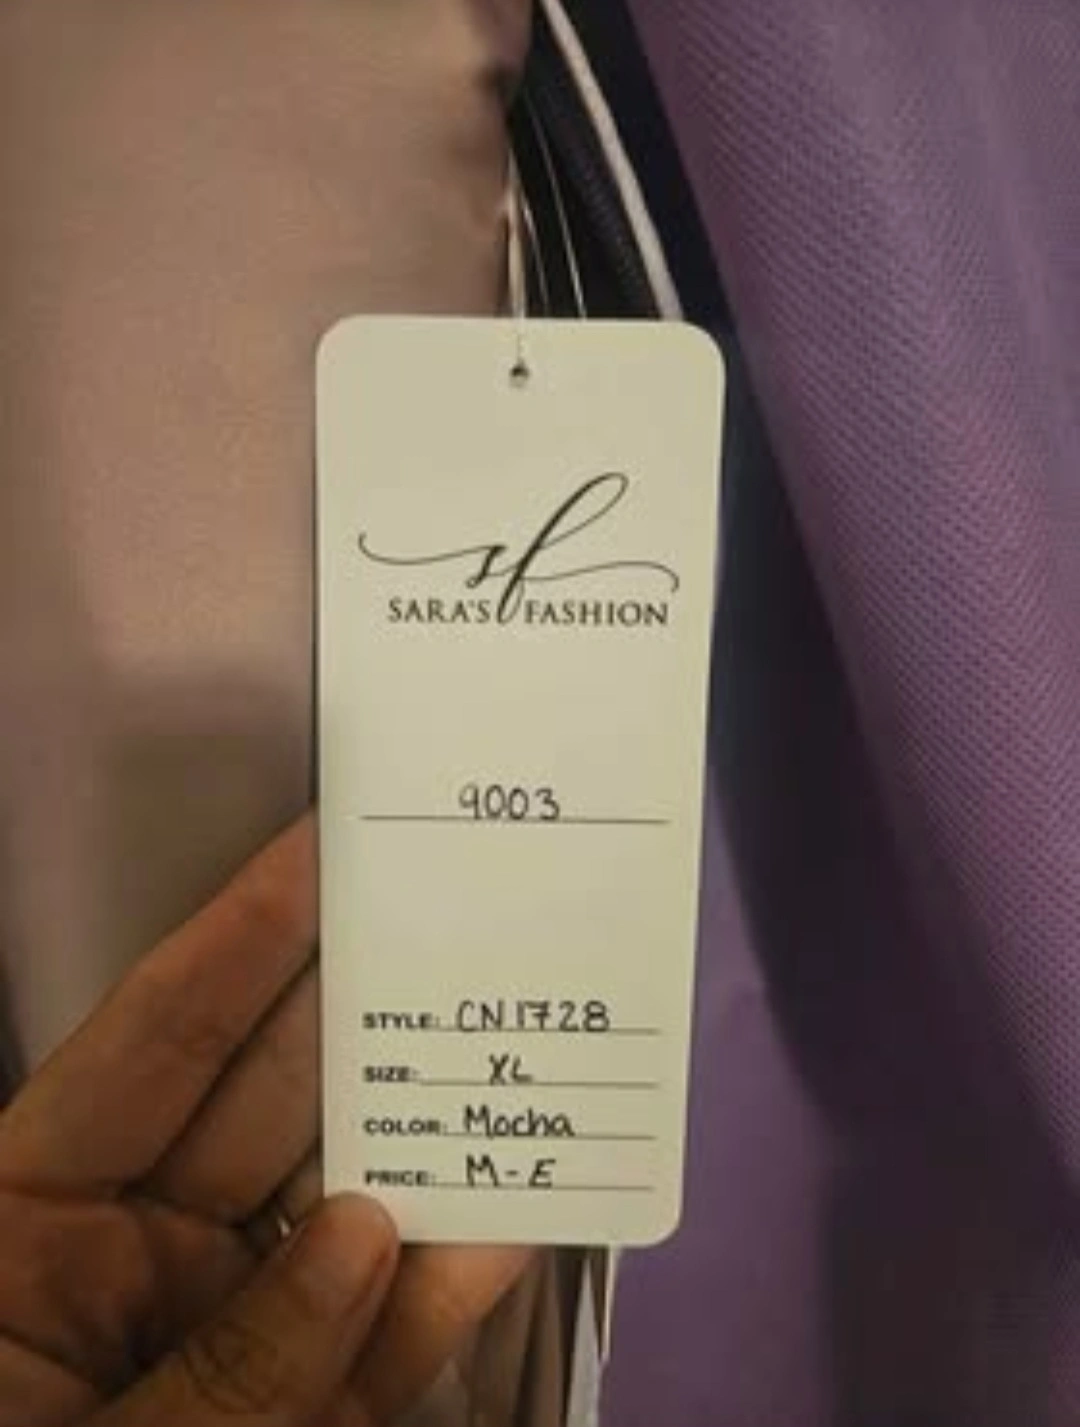 sf
SARA'S FASHION
9003
STYLE: CN1728
SIZE: XL
COLOR: Mocha
PRICE: M-E